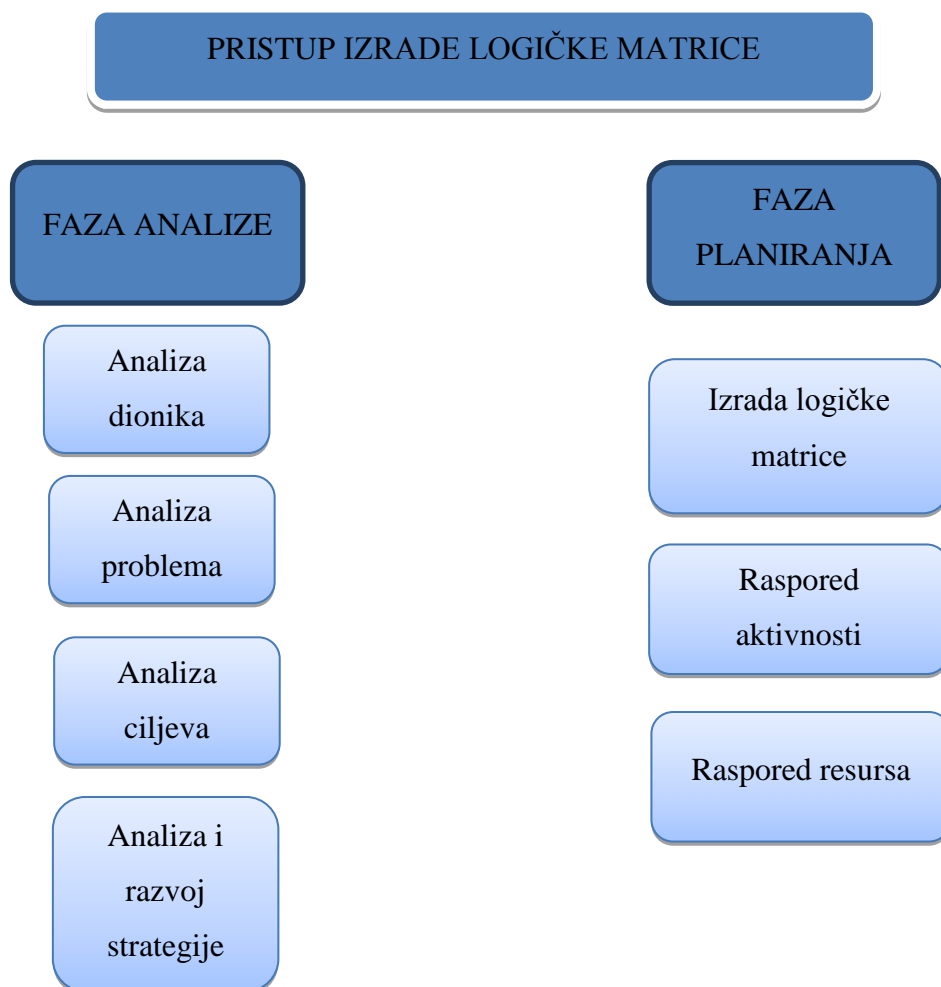 PRISTUP IZRADE LOGIČKE MATRICE
FAZA ANALIZE
Analiza
dionika
Analiza
problema
Analiza
ciljeva
Analiza i
razvoj
strategije
FAZA
PLANIRANJA
Izrada logičke
matrice
Raspored
aktivnosti
Raspored resursa